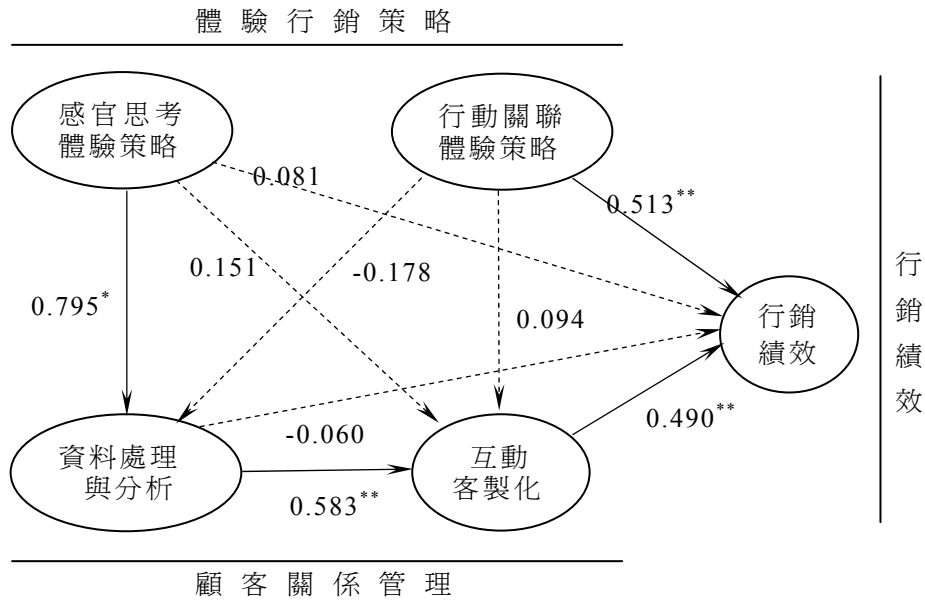 體驗行銷策略
感官思考
體驗策略
行動關聯
體驗策略
0.081
0.513**
0.151
-0.178
0.795*
0.094
行銷
績效
行銷績效
0.490**
-0.060
資料處理
與分析
互動
客製化
0.583**
顧客關係管理